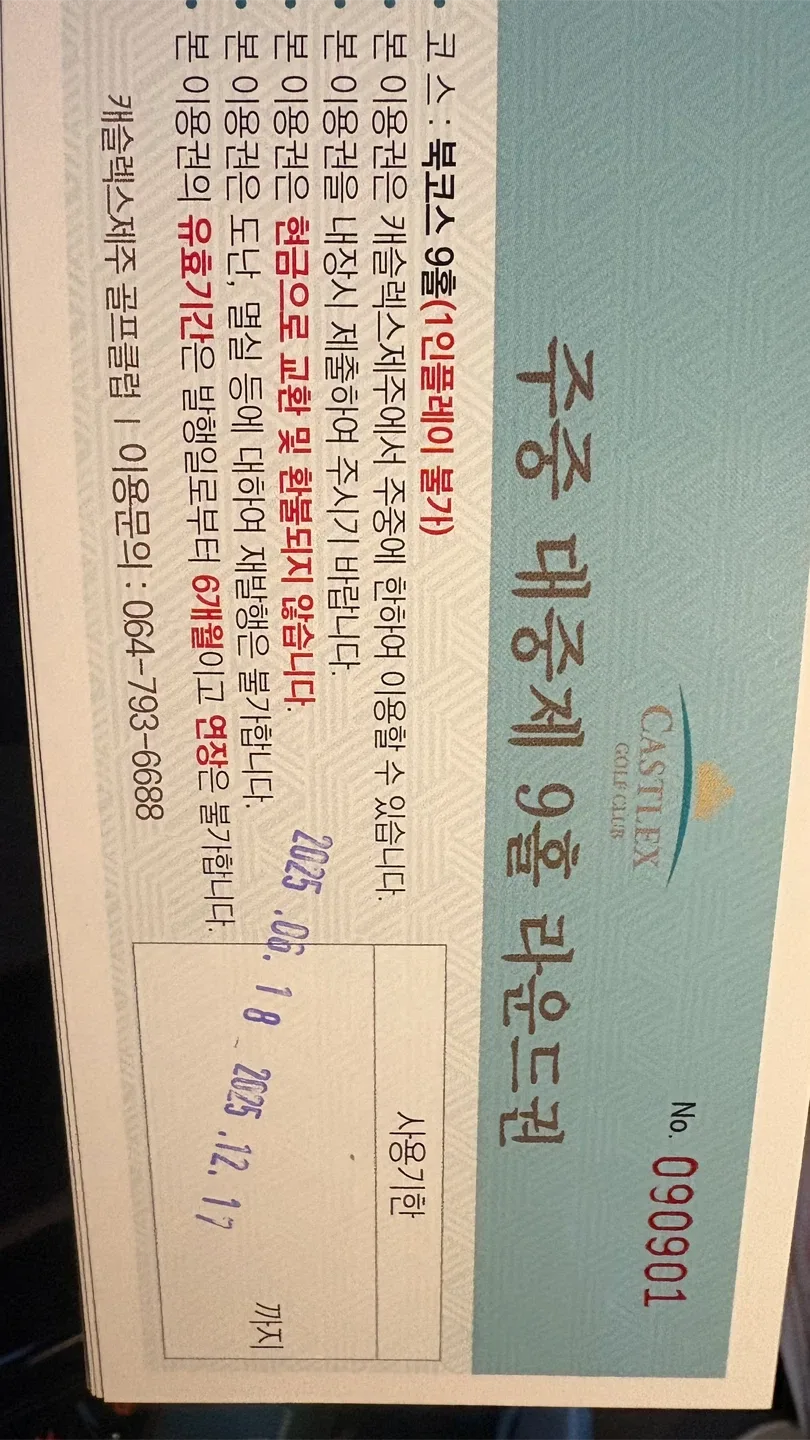 CASTLEX
GOLF CLUB
No. 090901
주중 대중제 9홀 라운드권
• 코 스 : 북코스 9홀(1인플레이 불가)
• 본 이용권은 캐슬렉스제주에서 주중에 한하여 이용할 수 있습니다.
• 본 이용권을 내장시 제출하여 주시기 바랍니다.
• 본 이용권은 현금으로 교환 및 환불되지 않습니다.
• 본 이용권은 도난, 멸실 등에 대하여 재발행은 불가합니다.
• 본 이용권의 유효기간은 발행일로부터 6개월이고 연장은 불가합니다.
사용기한
2025.06.18
2025.12.17
까지
캐슬렉스제주 골프클럽 | 이용문의 : 064-793-6688